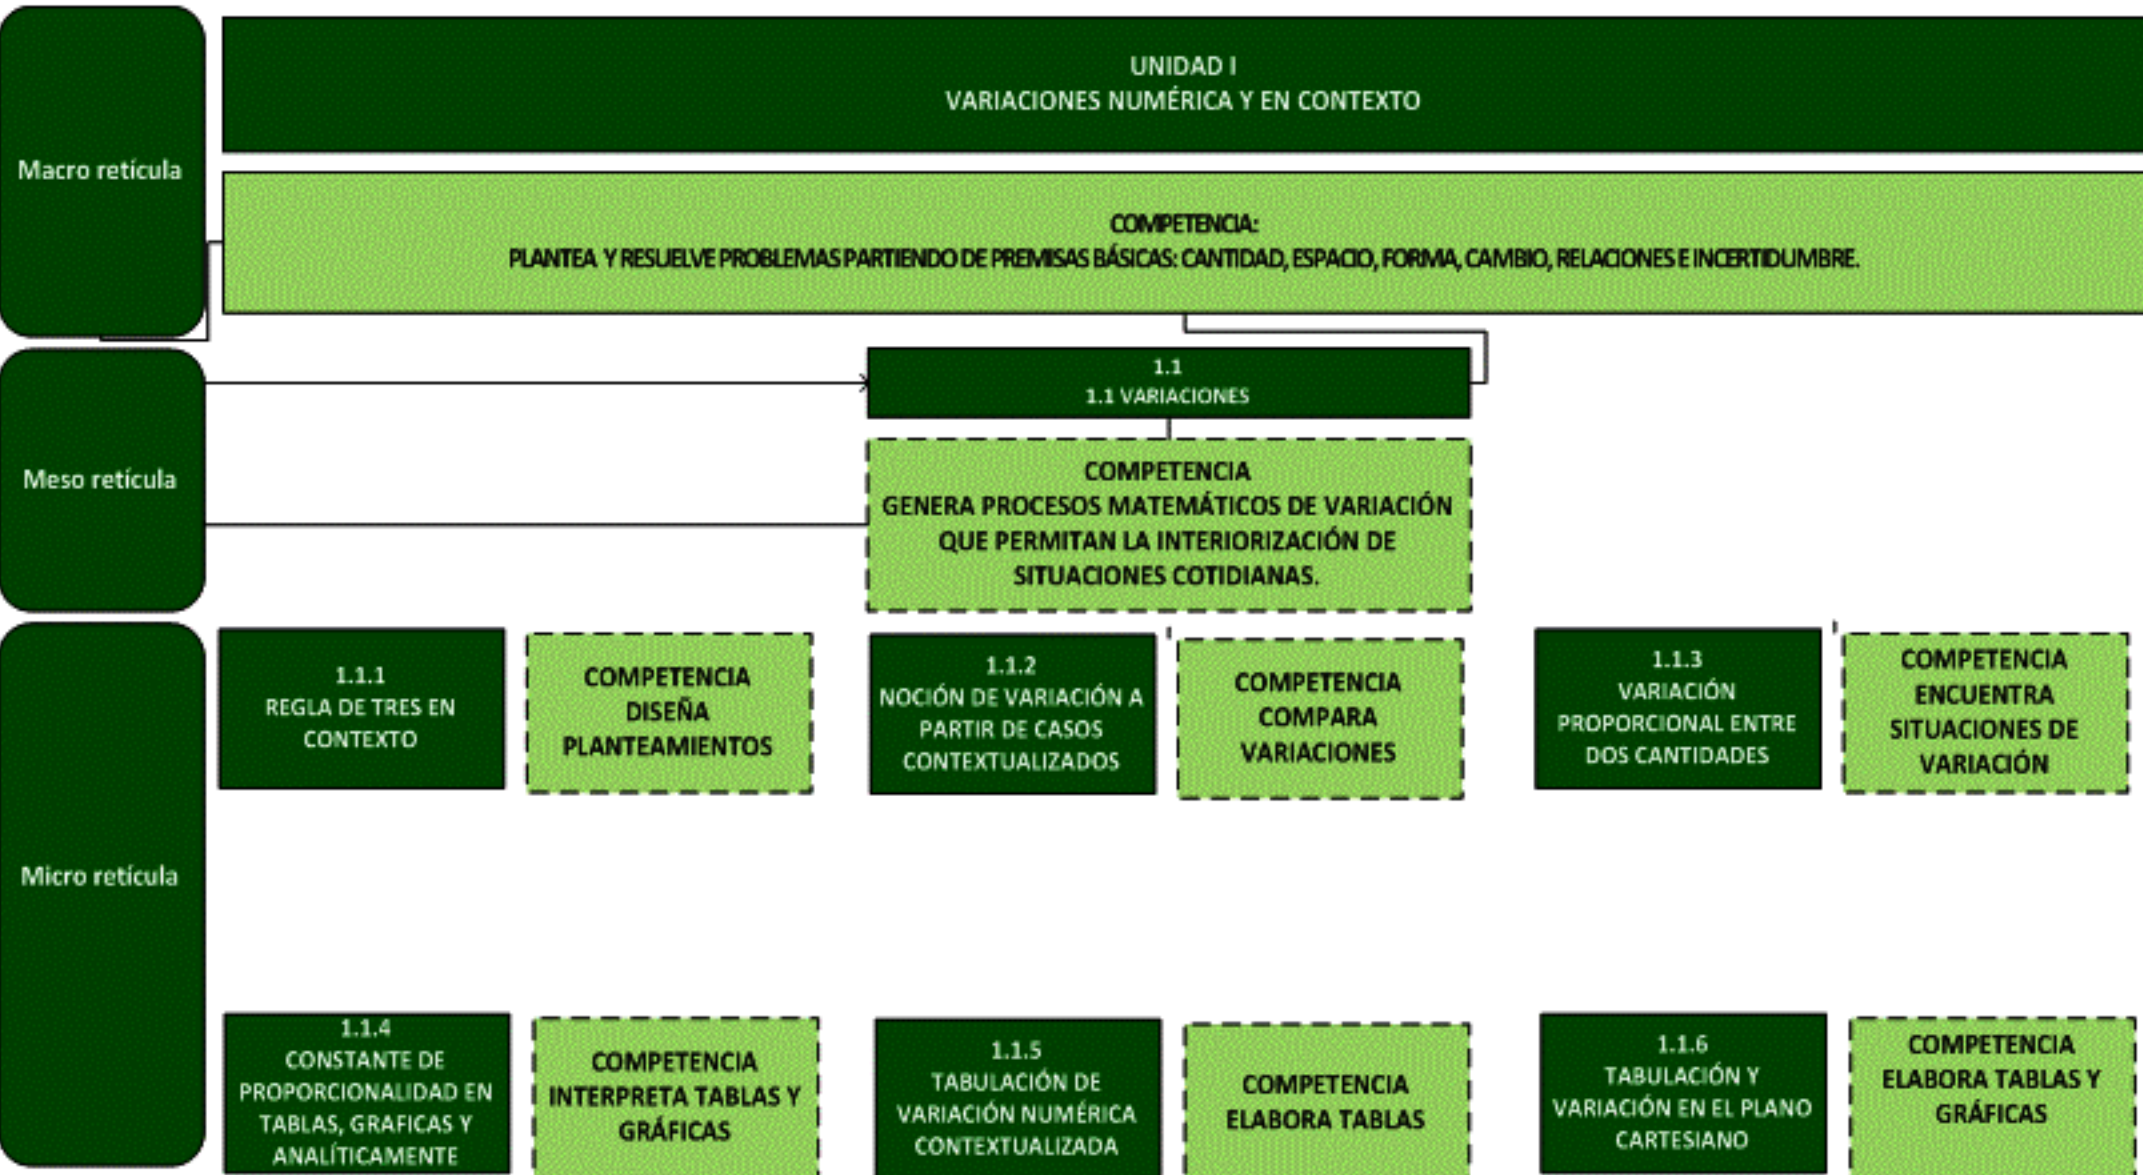 Macro retícula
UNIDAD I
VARIACIONES NUMÉRICA Y EN CONTEXTO
COMPETENCIA:
PLANTEA Y RESUELVE PROBLEMAS PARTIENDO DE PREMISAS BÁSICAS: CANTIDAD, ESPACIO, FORMA, CAMBIO, RELACIONES E INCERTIDUMBRE.
Meso retícula
1.1
1.1 VARIACIONES
COMPETENCIA
GENERA PROCESOS MATEMÁTICOS DE VARIACIÓN
QUE PERMITAN LA INTERIORIZACIÓN DE
SITUACIONES COTIDIANAS.
Micro retícula
1.1.1
REGLA DE TRES EN
CONTEXTO
COMPETENCIA
DISEÑA
PLANTEAMIENTOS
1.1.2
NOCIÓN DE VARIACIÓN A
PARTIR DE CASOS
CONTEXTUALIZADOS
COMPETENCIA
COMPARA
VARIACIONES
1.1.3
VARIACIÓN
PROPORCIONAL ENTRE
DOS CANTIDADES
COMPETENCIA
ENCUENTRA
SITUACIONES DE
VARIACIÓN
1.1.4
CONSTANTE DE
PROPORCIONALIDAD EN
TABLAS, GRAFICAS Y
ANALÍTICAMENTE
COMPETENCIA
INTERPRETA TABLAS Y
GRÁFICAS
1.1.5
TABULACIÓN DE
VARIACIÓN NUMÉRICA
CONTEXTUALIZADA
COMPETENCIA
ELABORA TABLAS
1.1.6
TABULACIÓN Y
VARIACIÓN EN EL PLANO
CARTESIANO
COMPETENCIA
ELABORA TABLAS Y
GRÁFICAS